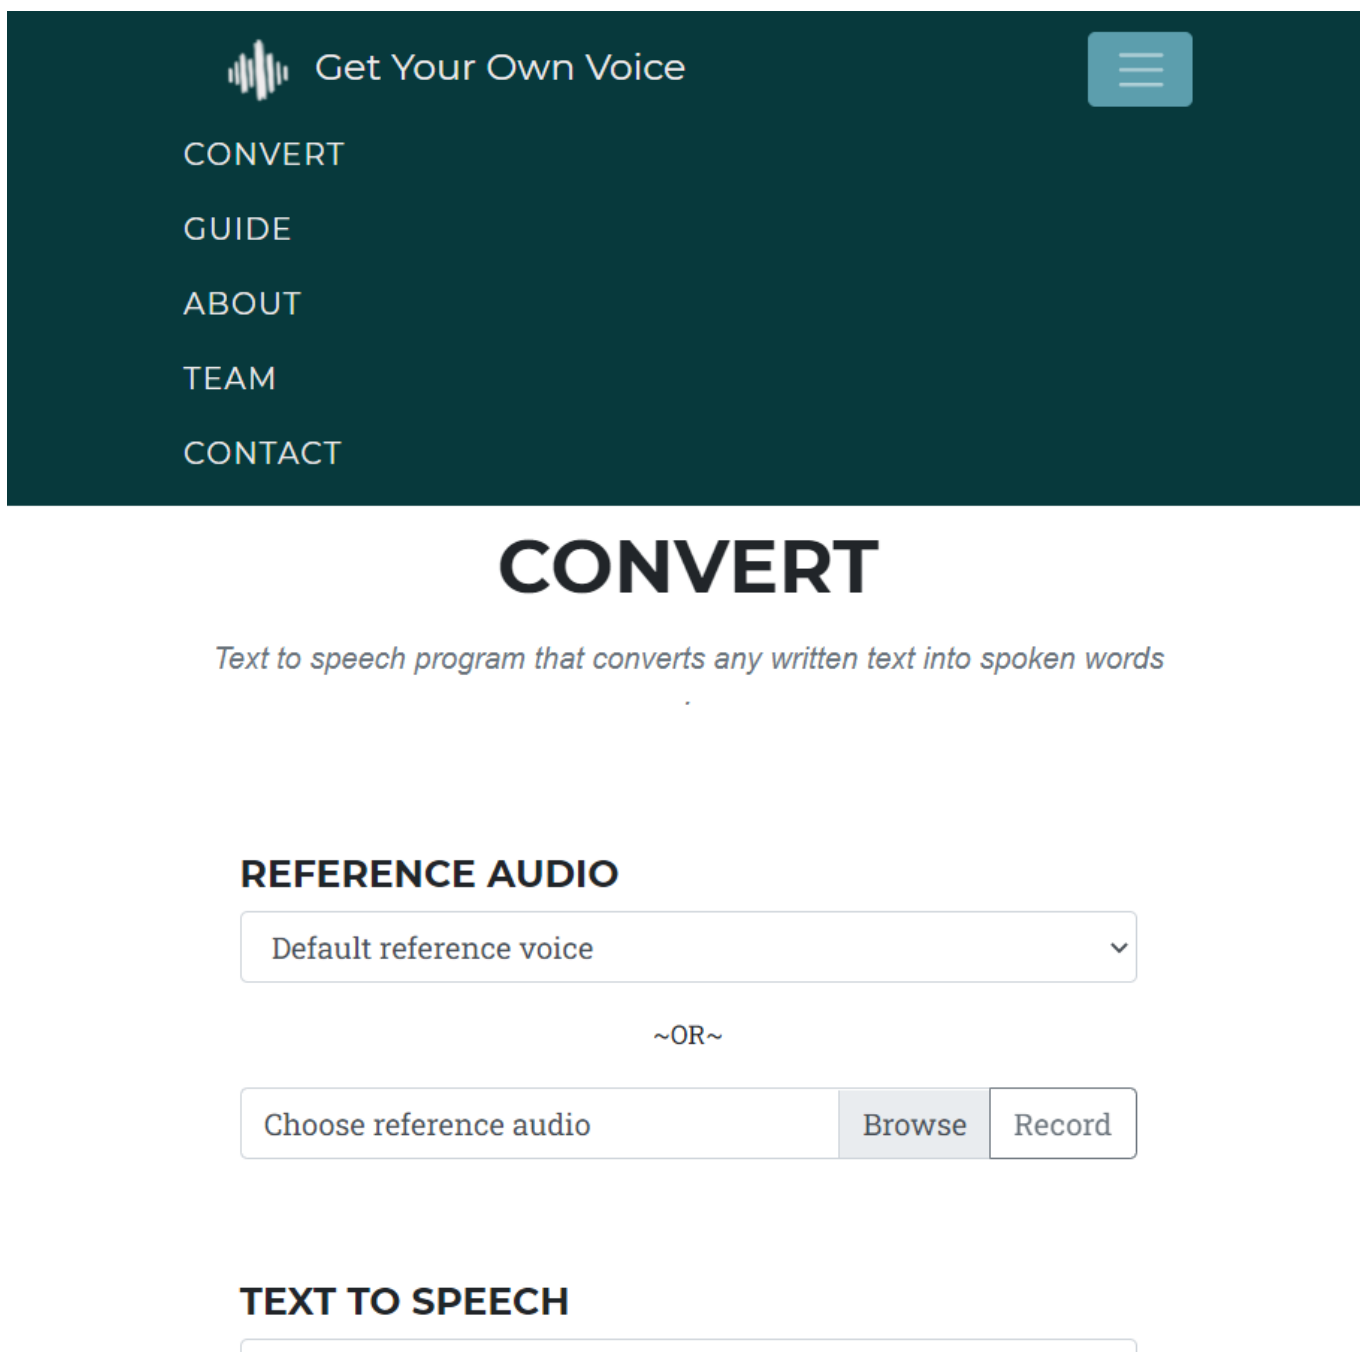 Get Your Own Voice
CONVERT
GUIDE
ABOUT
TEAM
CONTACT
CONVERT
Text to speech program that converts any written text into spoken words
.
REFERENCE AUDIO
Default reference voice
~OR~
Choose reference audio Browse Record
TEXT TO SPEECH